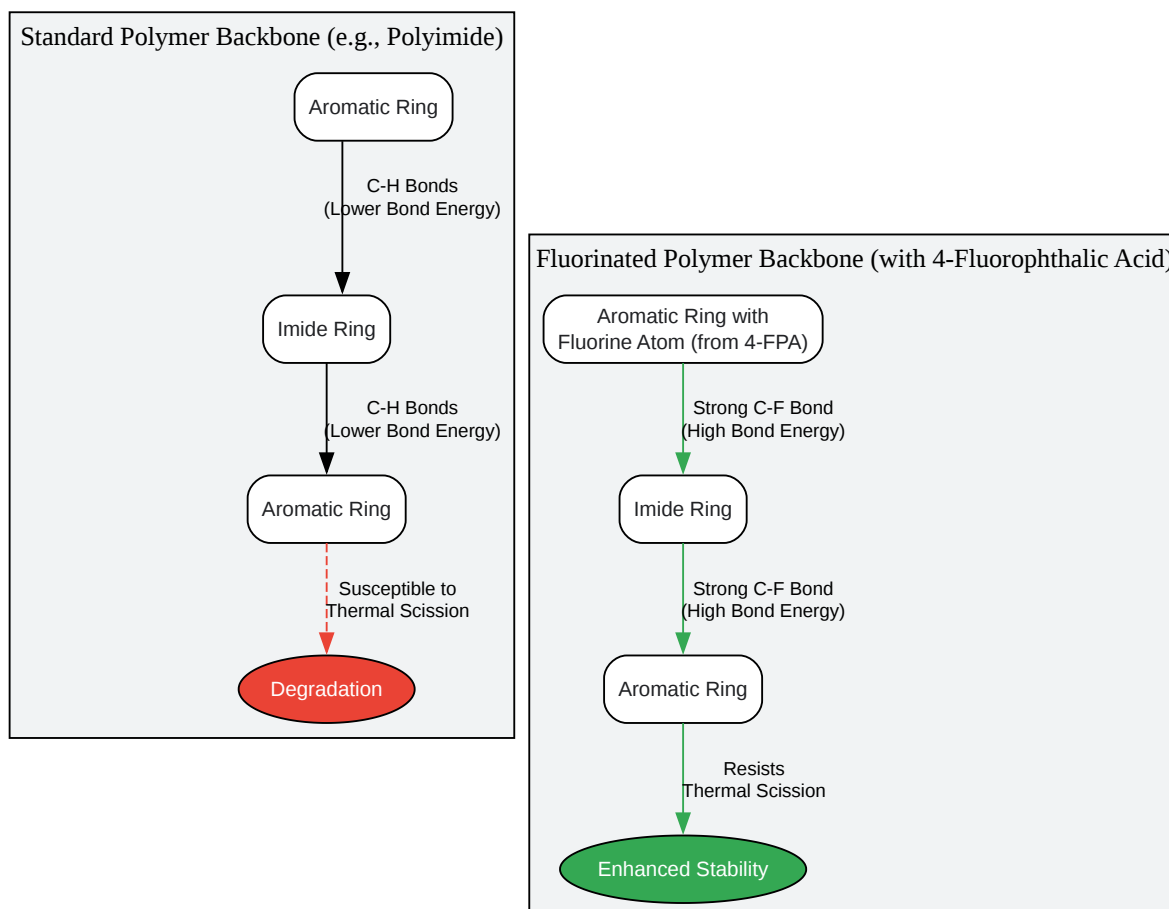 Standard Polymer Backbone (e.g., Polyimide)
Aromatic Ring
C-H Bonds
(Lower Bond Energy)
Imide Ring
C-H Bonds
(Lower Bond Energy)
Aromatic Ring
Susceptible to
Thermal Scission
Degradation
Fluorinated Polymer Backbone (with 4-Fluorophthalic Acid)
Aromatic Ring with
Fluorine Atom (from 4-FPA)
Strong C-F Bond
(High Bond Energy)
Imide Ring
Strong C-F Bond
(High Bond Energy)
Aromatic Ring
Resists
Thermal Scission
Enhanced Stability